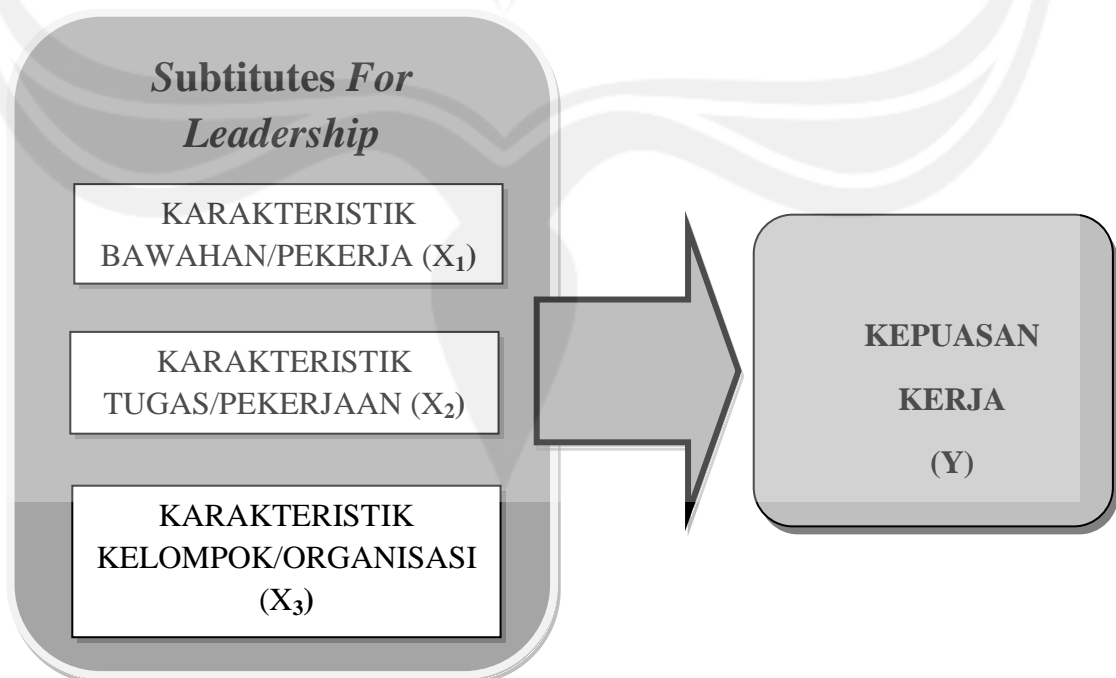 Subtitutes For
Leadership
KARAKTERISTIK
BAWAHAN/PEKERJA (X₁)
KARAKTERISTIK
TUGAS/PEKERJAAN (X₂)
KARAKTERISTIK
KELOMPOK/ORGANISASI
(X₃)
KEPUASAN
KERJA
(Y)